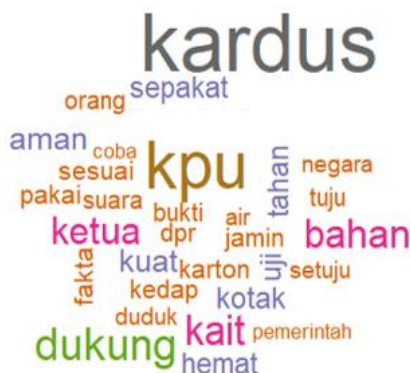 kardus
orang sepakat
aman coba kpu tahan negara
sesuai
pakai suara bukti air tuju
ketua dpr jamin bahan
fakta kuat karton uji setuju
kedap kotak
duduk kait pemerintah
dukung hemat